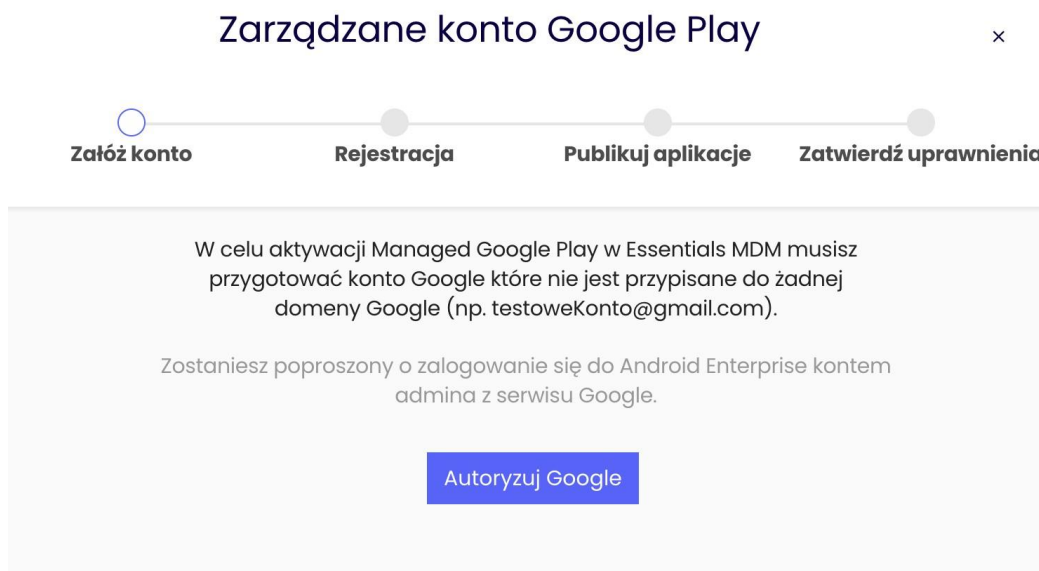 Zarządzane konto Google Play
×
Załóż konto
Rejestracja
Publikuj aplikacje
Zatwierdź uprawnienia
W celu aktywacji Managed Google Play w Essentials MDM musisz
przygotować konto Google które nie jest przypisane do żadnej
domeny Google (np. testoweKonto@gmail.com).
Zostaniesz poproszony o zalogowanie się do Android Enterprise kontem
admina z serwisu Google.
Autoryzuj Google